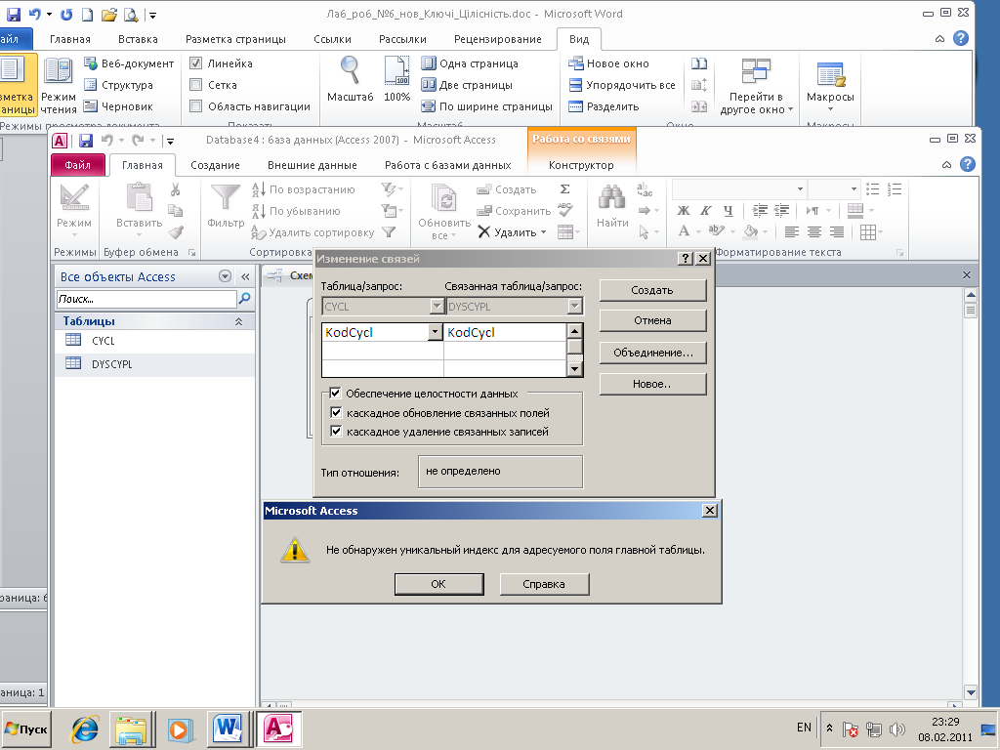 Лаб_роб_№6_нов_Ключі_Цілісність.doc - Microsoft Word
айл Главная Вставка Разметка страницы Ссылки Рассылки Рецензирование Вид
Веб-документ Линейка Одна страница Новое окно
Структура Сетка Две страницы Упорядочить все
Черновик Область навигации По ширине страницы Разделить
зметка
аницы
Режим
чтения
Масштаб 100%
Перейти в
другое окно
Макросы
Режимы просмотра документа Показать Масштаб Окно Макросы
Database4 : база данных (Access 2007) - Microsoft Access
Работа со связями
Файл Главная Создание Внешние данные Работа с базами данных Конструктор
Режим Вставить Фильтр
По возрастанию
По убыванию
Удалить сортировку
Обновить
все
Создать
Сохранить
Удалить
Найти
Ж К Ч
Режимы Буфер обмена Сортировка Форматирование текста
Все объекты Access
Поиск...
Таблицы
CYCL
DYSCYPL
Схем
Изменение связей
Таблица/запрос: Связанная таблица/запрос:
CYCL DYSCYPL
KodCycl KodCycl
Создать
Отмена
Объединение...
Новое..
Обеспечение целостности данных
каскадное обновление связанных полей
каскадное удаление связанных записей
Тип отношения: не определено
Microsoft Access
Не обнаружен уникальный индекс для адресуемого поля главной таблицы.
ОК Справка
раница: 6
аница: 1
Пуск
EN
23:29
08.02.2011